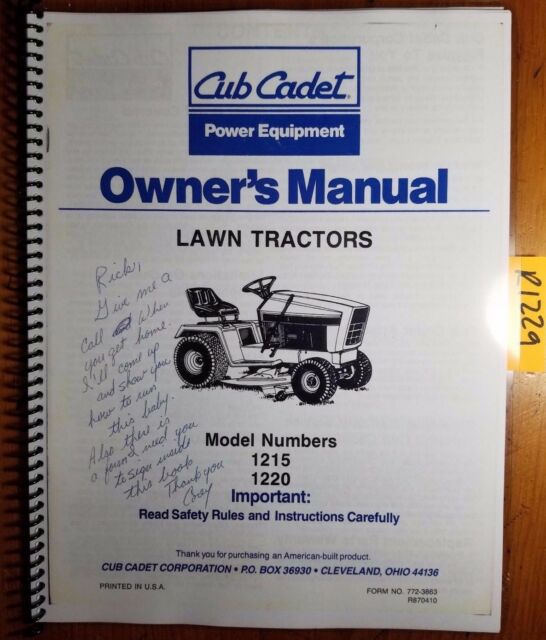 Cub Cadet
Power Equipment
Owner's Manual
LAWN TRACTORS
Rick,
Give me a
call when
you get home.
I'll come up
and show you
how to run
this baby.
Also there is
a form I need you
to sign inside
this book
Thank you
Cory
Model Numbers
1215
1220
Important:
Read Safety Rules and Instructions Carefully
Thank you for purchasing an American-built product.
CUB CADET CORPORATION • P.O. BOX 36930 • CLEVELAND, OHIO 44136
PRINTED IN U.S.A.
FORM NO. 772-3863
R870410
R1229